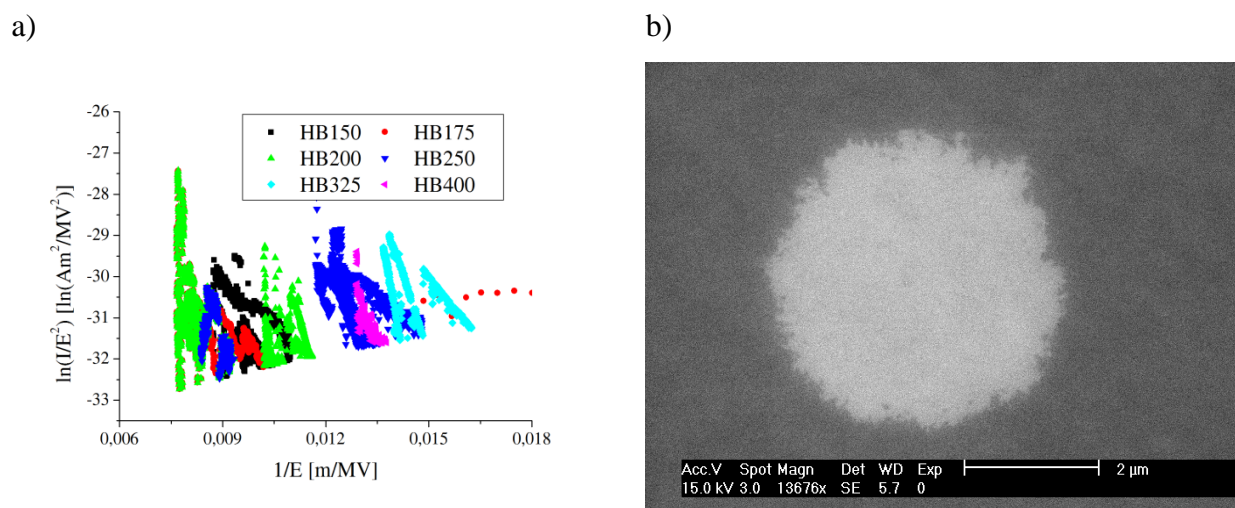 a)
b)
-26
-27
-28
-29
-30
-31
-32
-33
ln(I/E²) [ln(Am²/MV²)]
HB150 HB175
HB200 HB250
HB325 HB400
0,006 0,009 0,012 0,015 0,018
1/E [m/MV]
Acc.V Spot Magn Det WD Exp
15.0 kV 3.0 13676x SE 5.7 0
2 µm